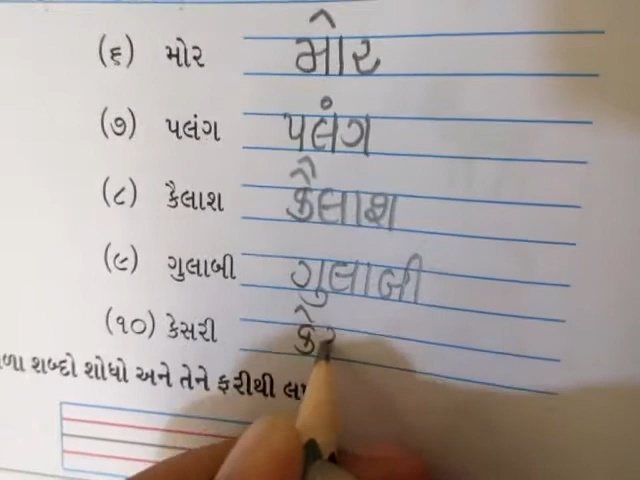 (૬) મોર મોર
(૭) પલંગ પલંગ
(૮) કૈલાશ કૈલાશ
(૯) ગુલાબી ગુલાબી
(૧૦) કેસરી કે
શબ્દો શોધો અને તેને ફરીથી